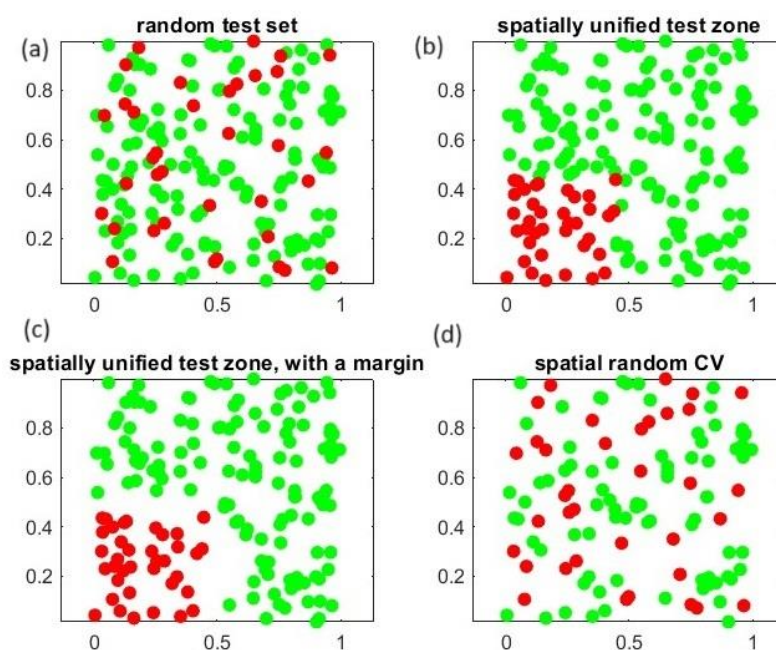 (a)
random test set
0.8
0.6
0.4
0.2
0 0.5 1
(b)
spatially unified test zone
0.8
0.6
0.4
0.2
0 0.5 1
(c)
spatially unified test zone, with a margin
0.8
0.6
0.4
0.2
0 0.5 1
(d)
spatial random CV
0.8
0.6
0.4
0.2
0 0.5 1